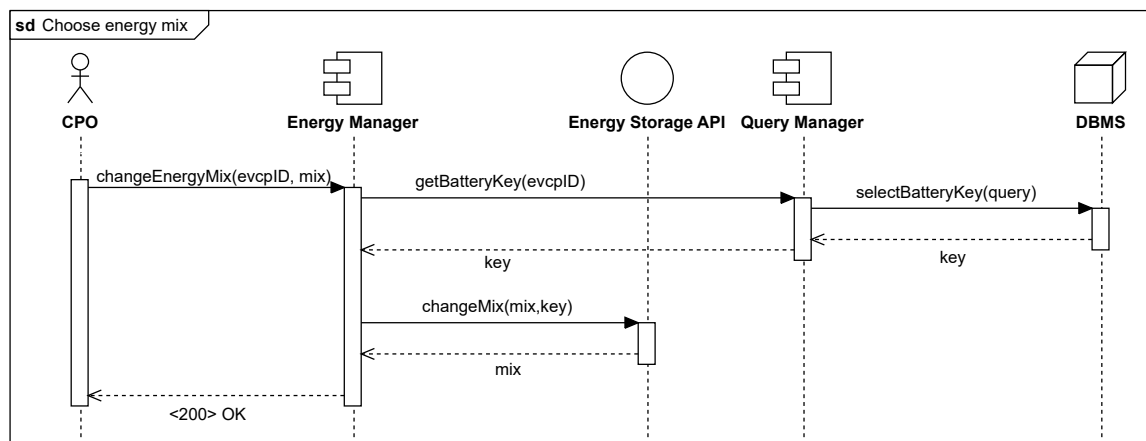 sd Choose energy mix
CPO
Energy Manager
Energy Storage API
Query Manager
DBMS
changeEnergyMix(evcpID, mix)
getBatteryKey(evcpID)
selectBatteryKey(query)
key
key
changeMix(mix,key)
mix
<200> OK